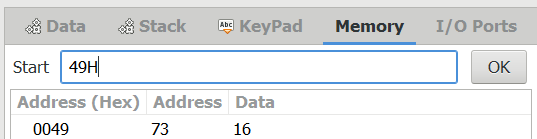 Data Stack Abc KeyPad Memory I/O Ports
Start 49H OK
Address (Hex) Address Data
0049 73 16